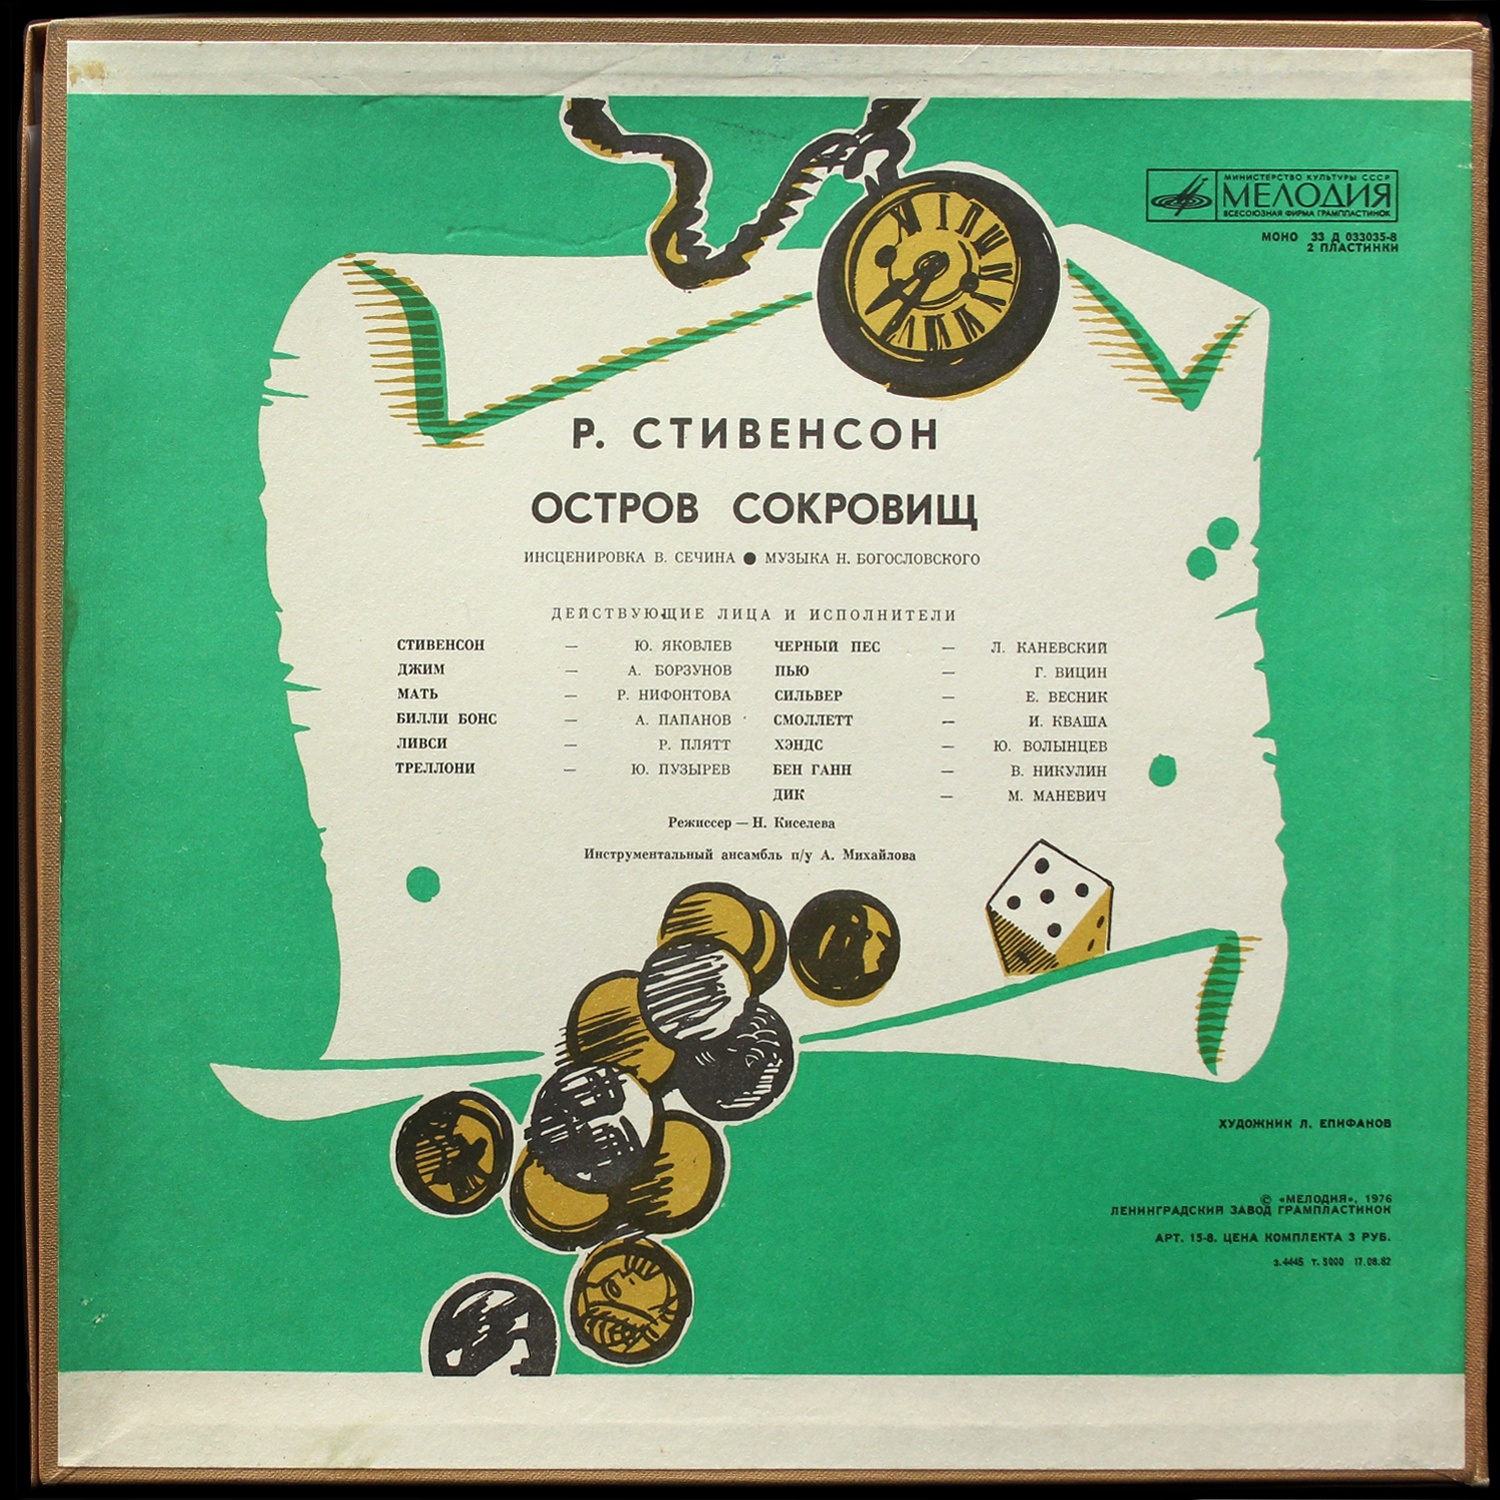 МИНИСТЕРСТВО КУЛЬТУРЫ СССР
МЕЛОДИЯ
ВСЕСОЮЗНАЯ ФИРМА ГРАМПЛАСТИНОК
МОНО 33 Д 033035-8
2 ПЛАСТИНКИ
Р. СТИВЕНСОН
ОСТРОВ СОКРОВИЩ
ИНСЦЕНИРОВКА В. СЕЧИНА ● МУЗЫКА Н. БОГОСЛОВСКОГО
ДЕЙСТВУЮЩИЕ ЛИЦА И ИСПОЛНИТЕЛИ
СТИВЕНСОН — Ю. ЯКОВЛЕВ
ДЖИМ — А. БОРЗУНОВ
МАТЬ — Р. НИФОНТОВА
БИЛЛИ БОНС — А. ПАПАНОВ
ЛИВСИ — Р. ПЛЯТТ
ТРЕЛЛОНИ — Ю. ПУЗЫРЕВ
ЧЕРНЫЙ ПЕС — Л. КАНЕВСКИЙ
ПЬЮ — Г. ВИЦИН
СИЛЬВЕР — Е. ВЕСНИК
СМОЛЛЕТТ — И. КВАША
ХЭНДС — Ю. ВОЛЫНЦЕВ
БЕН ГАНН — В. НИКУЛИН
ДИК — М. МАНЕВИЧ
Режиссер — Н. Киселева
Инструментальный ансамбль п/у А. Михайлова
ХУДОЖНИК Л. ЕПИФАНОВ
© «МЕЛОДИЯ», 1976
ЛЕНИНГРАДСКИЙ ЗАВОД ГРАМПЛАСТИНОК
АРТ. 15-8. ЦЕНА КОМПЛЕКТА 3 РУБ.
З.4445 Т. 5000 17.08.82